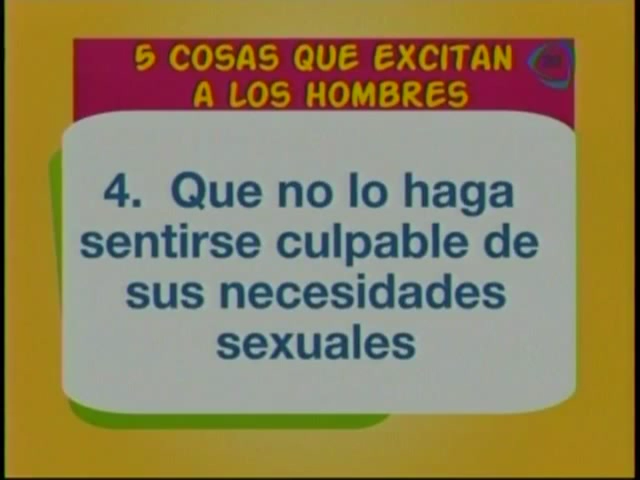 5 COSAS QUE EXCITAN
A LOS HOMBRES
4. Que no lo haga
sentirse culpable de
sus necesidades
sexuales